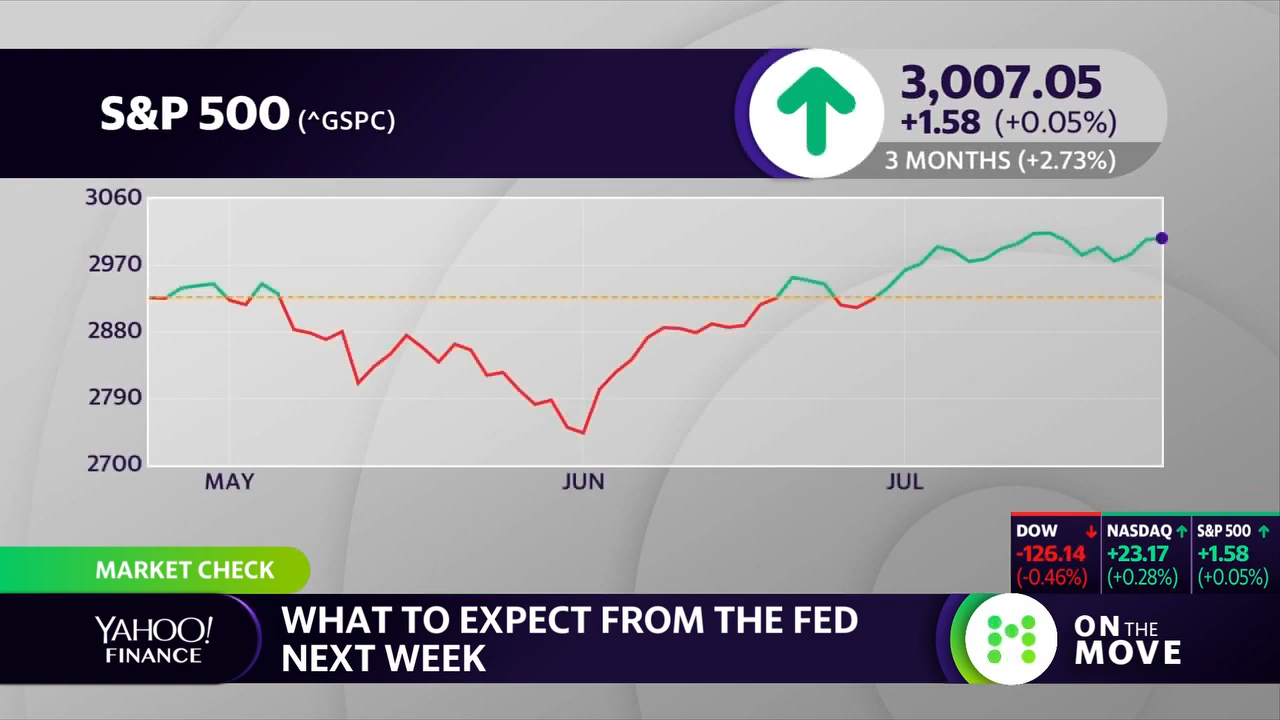 S&P 500 (^GSPC)
3,007.05
+1.58 (+0.05%)
3 MONTHS (+2.73%)
3060
2970
2880
2790
2700
MAY JUN JUL
DOW NASDAQ S&P 500
-126.14 +23.17 +1.58
(-0.46%) (+0.28%) (+0.05%)
MARKET CHECK
YAHOO!
FINANCE
WHAT TO EXPECT FROM THE FED
NEXT WEEK
ON THE
MOVE